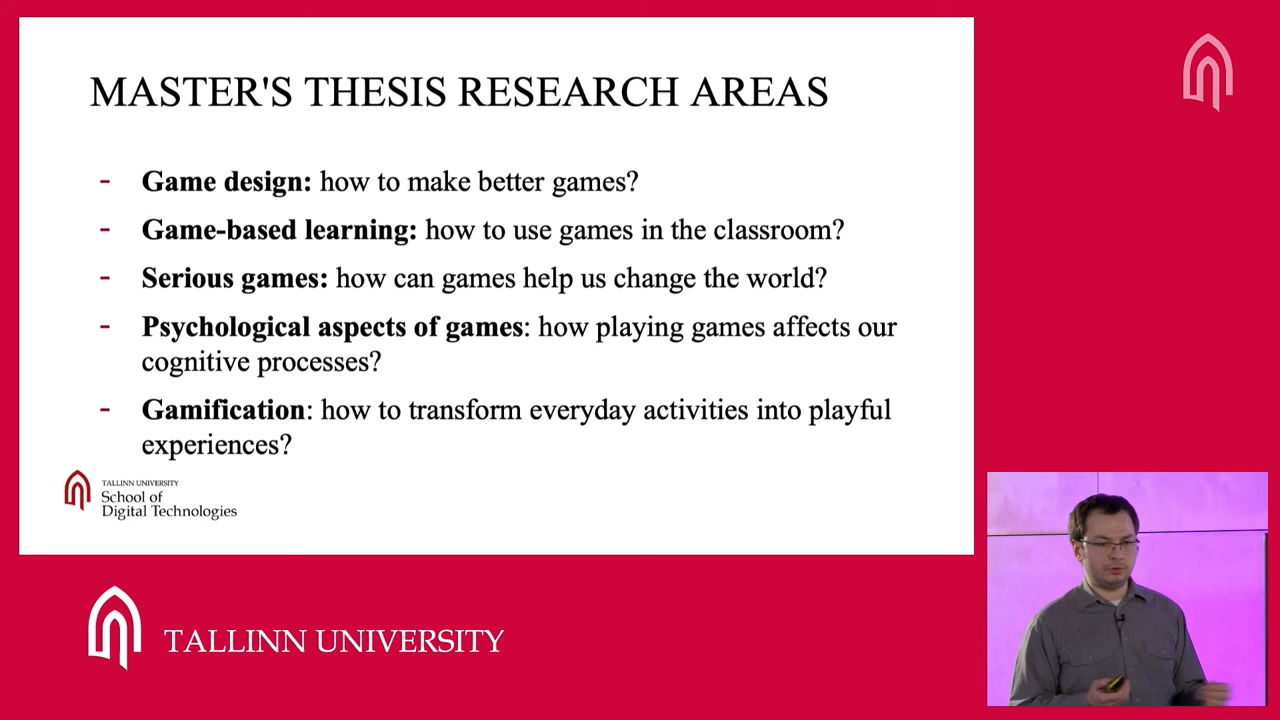 MASTER'S THESIS RESEARCH AREAS
- Game design: how to make better games?
- Game-based learning: how to use games in the classroom?
- Serious games: how can games help us change the world?
- Psychological aspects of games: how playing games affects our
cognitive processes?
- Gamification: how to transform everyday activities into playful
experiences?
TALLINN UNIVERSITY
School of
Digital Technologies
TALLINN UNIVERSITY